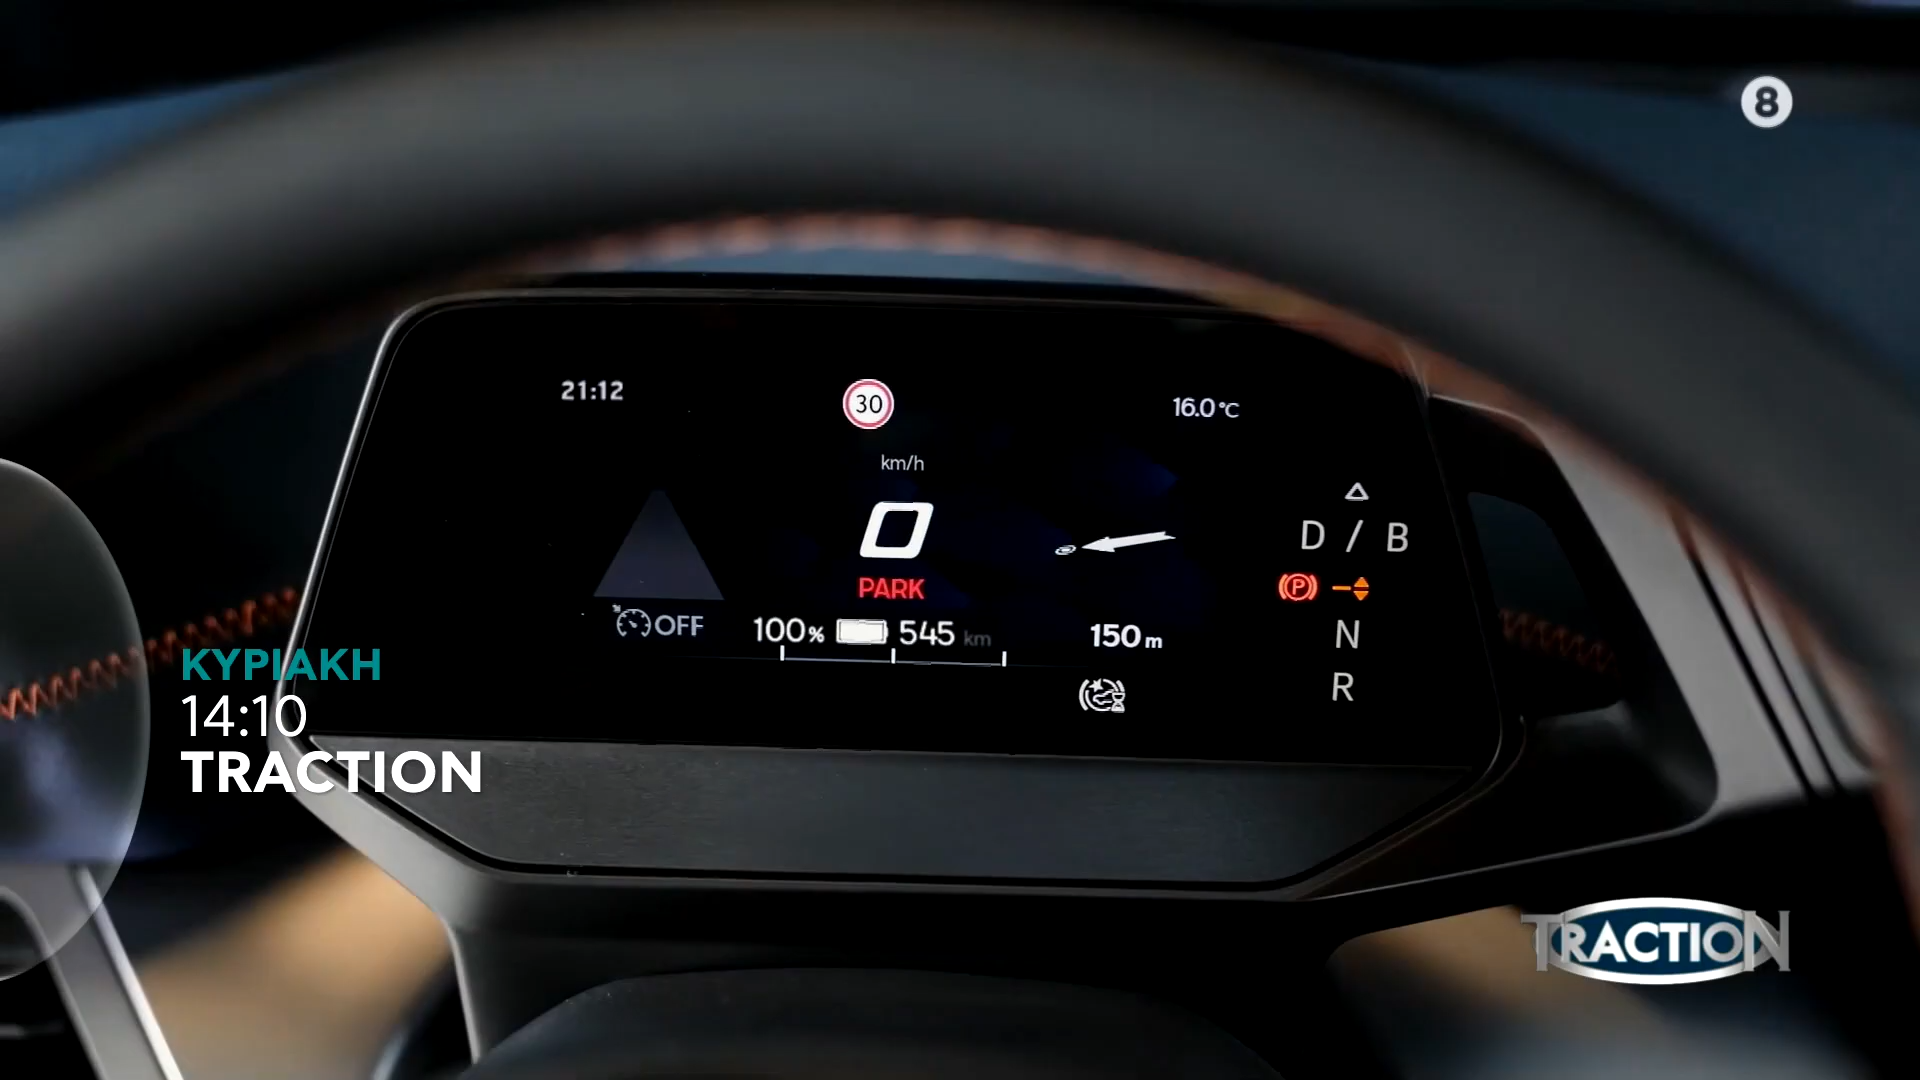 8
21:12
30
16.0°C
km/h
0
D / B
PARK
P
OFF
100% 545 km
150 m
N
R
ΚΥΡΙΑΚΗ
14:10
TRACTION
TRACTION